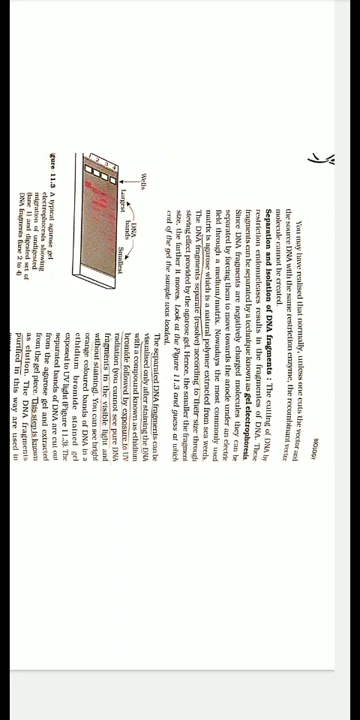 BIOLOGY
You may have realised that normally, unless one cuts the vector and
the source DNA with the same restriction enzyme, the recombinant vector
molecule cannot be created.
Separation and isolation of DNA fragments : The cutting of DNA by
restriction endonucleases results in the fragmentes of DNA. These
fragments can be separated by a technique known as gel electrophoresis
Since DNA fragments are negatively charged molecules they can be
separated by forcing them to move towards the anode under an electric
field through a medium/matrix. Nowadays the most commonly used
matrix is agarose which is a natural polymer extracted from sea weeds.
The DNA fragments separate (resolve) according to their size through
sieving effect provided by the agarose gel. Hence, the smaller the fragment
size, the farther it moves. Look at the Figure 11.3 and guess at which
end of the gel the sample was loaded.
Wells
DNA
bands
Largest
Smallest
1 2 3 4
gure 11.3 A typical agarose gel
electrophoresis showing
migration of undigested
(lane 1) and digested set of
DNA fragments (lane 2 to 4)
The separated DNA fragments can be
visualised only after staining the DNA
with a compound known as ethidium
bromide followed by exposure to UV
radiation (you cannot see pure DNA
fragments in the visible light and
without staining). You can see bright
orange coloured bands of DNA in a
ethidium bromide stained gel
exposed to UV light (Figure 11.3). The
separated bands of DNA are cut out
from the agarose gel and extracted
from the gel piece. This step is known
as elution. The DNA fragments
purified in this way are used in